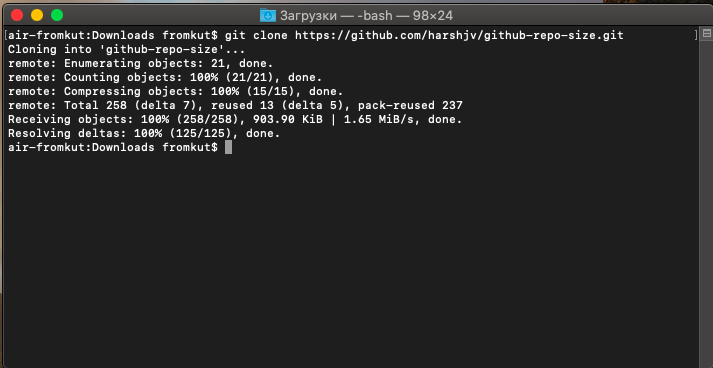 Загрузки — -bash — 98×24
[air-fromkut:Downloads fromkut$ git clone https://github.com/harshjv/github-repo-size.git ]
Cloning into 'github-repo-size'...
remote: Enumerating objects: 21, done.
remote: Counting objects: 100% (21/21), done.
remote: Compressing objects: 100% (15/15), done.
remote: Total 258 (delta 7), reused 13 (delta 5), pack-reused 237
Receiving objects: 100% (258/258), 903.90 KiB | 1.65 MiB/s, done.
Resolving deltas: 100% (125/125), done.
air-fromkut:Downloads fromkut$